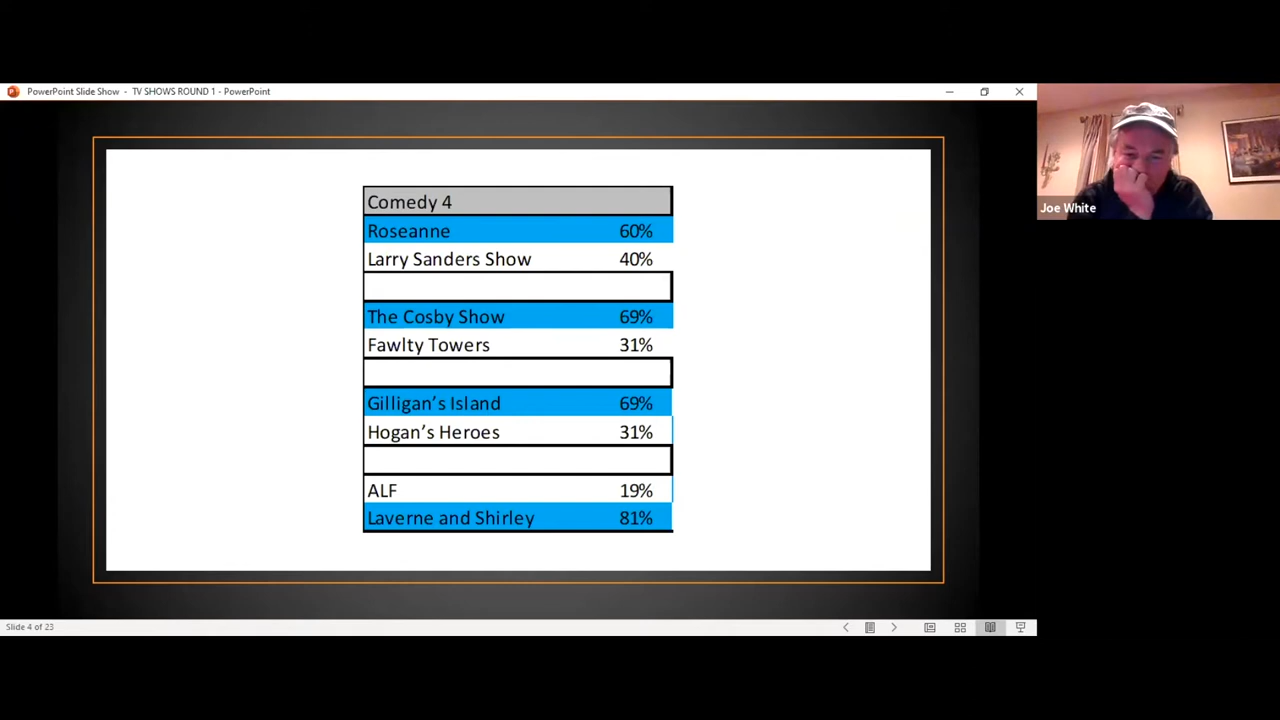 PowerPoint Slide Show - TV SHOWS ROUND 1 - PowerPoint
Comedy 4
Roseanne 60%
Larry Sanders Show 40%
The Cosby Show 69%
Fawlty Towers 31%
Gilligan’s Island 69%
Hogan’s Heroes 31%
ALF 19%
Laverne and Shirley 81%
Joe White
Slide 4 of 23